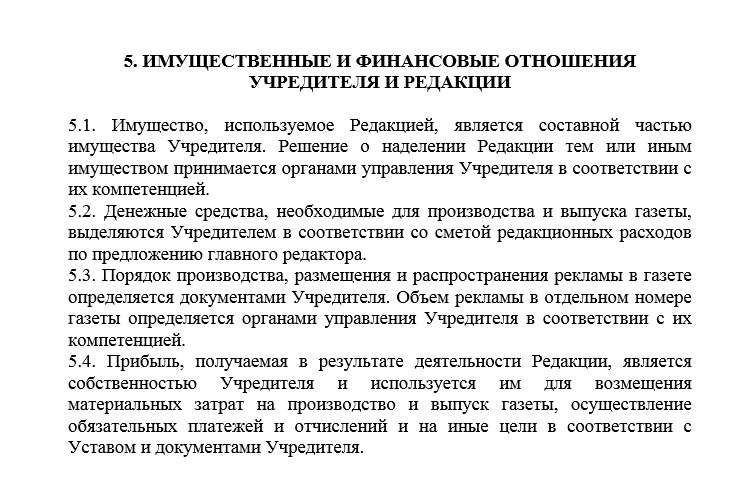 5. ИМУЩЕСТВЕННЫЕ И ФИНАНСОВЫЕ ОТНОШЕНИЯ
УЧРЕДИТЕЛЯ И РЕДАКЦИИ
5.1. Имущество, используемое Редакцией, является составной частью
имущества Учредителя. Решение о наделении Редакции тем или иным
имуществом принимается органами управления Учредителя в соответствии с
их компетенцией.
5.2. Денежные средства, необходимые для производства и выпуска газеты,
выделяются Учредителем в соответствии со сметой редакционных расходов
по предложению главного редактора.
5.3. Порядок производства, размещения и распространения рекламы в газете
определяется документами Учредителя. Объем рекламы в отдельном номере
газеты определяется органами управления Учредителя в соответствии с их
компетенцией.
5.4. Прибыль, получаемая в результате деятельности Редакции, является
собственностью Учредителя и используется им для возмещения
материальных затрат на производство и выпуск газеты, осуществление
обязательных платежей и отчислений и на иные цели в соответствии с
Уставом и документами Учредителя.